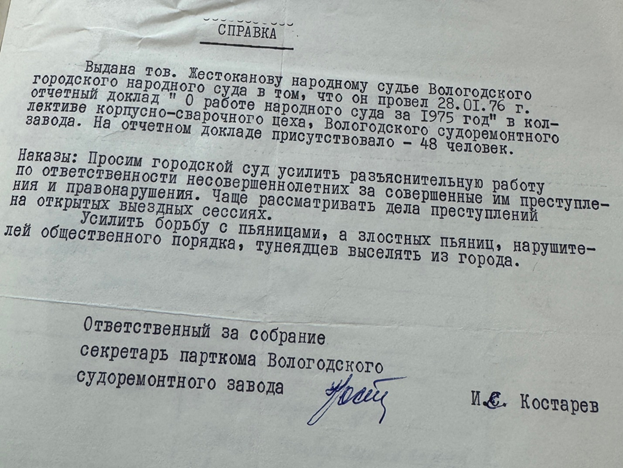 СПРАВКА
Выдана тов. Жестоканову народному судье Вологодского
городского народного суда в том, что он провел 28.01.76 г.
отчетный доклад " О работе народного суда за 1975 год" в кол-
лективе корпусно-сварочного цеха, Вологодского судоремонтного
завода. На отчетном докладе присутствовало - 48 человек.
Наказы: Просим городской суд усилить разъяснительную работу
по ответственности несовершеннолетних за совершенные им преступле-
ния и правонарушения. Чаще рассматривать дела преступлений
на открытых выездных сессиях.
Усилить борьбу с пьяницами, а злостных пьяниц, нарушите-
лей общественного порядка, тунеядцев выселять из города.
Ответственный за собрание
секретарь парткома Вологодского
судоремонтного завода
И.С. Костарев